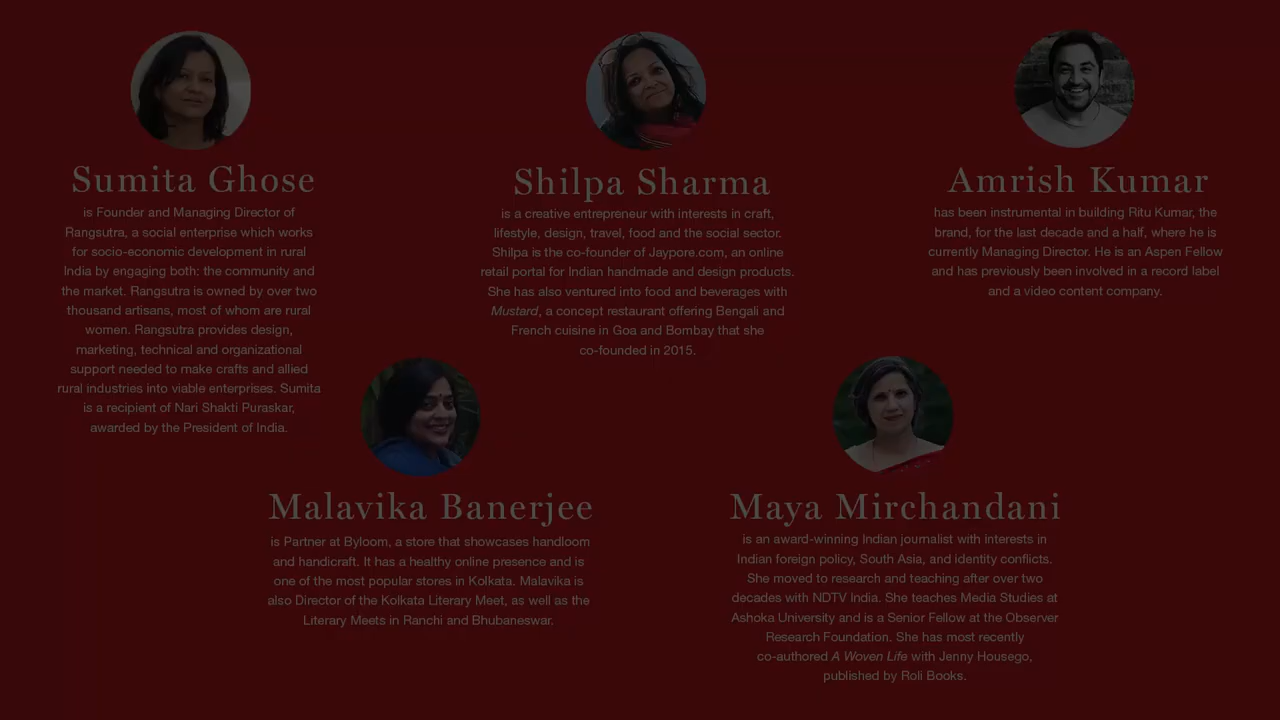 Sumita Ghose
is Founder and Managing Director of
Rangsutra, a social enterprise which works
for socio-economic development in rural
India by engaging both: the community and
the market. Rangsutra is owned by over two
thousand artisans, most of whom are rural
women. Rangsutra provides design,
marketing, technical and organizational
support needed to make crafts and allied
rural industries into viable enterprises. Sumita
is a recipient of Nari Shakti Puraskar,
awarded by the President of India.
Shilpa Sharma
is a creative entrepreneur with interests in craft,
lifestyle, design, travel, food and the social sector.
Shilpa is the co-founder of Jaypore.com, an online
retail portal for Indian handmade and design products.
She has also ventured into food and beverages with
Mustard, a concept restaurant offering Bengali and
French cuisine in Goa and Bombay that she
co-founded in 2015.
Amrish Kumar
has been instrumental in building Ritu Kumar, the
brand, for the last decade and a half, where he is
currently Managing Director. He is an Aspen Fellow
and has previously been involved in a record label
and a video content company.
Malavika Banerjee
is Partner at Byloom, a store that showcases handloom
and handicraft. It has a healthy online presence and is
one of the most popular stores in Kolkata. Malavika is
also Director of the Kolkata Literary Meet, as well as the
Literary Meets in Ranchi and Bhubaneswar.
Maya Mirchandani
is an award-winning Indian journalist with interests in
Indian foreign policy, South Asia, and identity conflicts.
She moved to research and teaching after over two
decades with NDTV India. She teaches Media Studies at
Ashoka University and is a Senior Fellow at the Observer
Research Foundation. She has most recently
co-authored A Woven Life with Jenny Housego,
published by Roli Books.